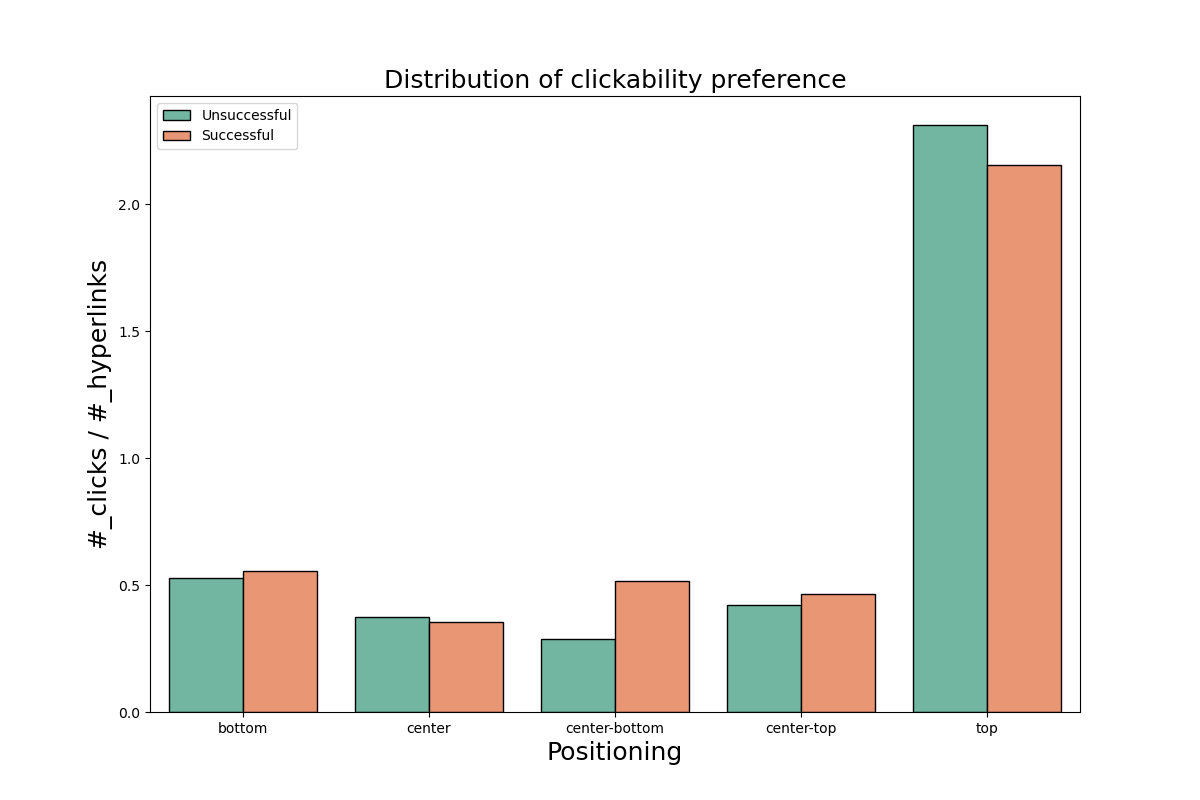 Distribution of clickability preference
Unsuccessful
Successful
#_clicks / #_hyperlinks
2.0
1.5
1.0
0.5
0.0
bottom center center-bottom center-top top
Positioning